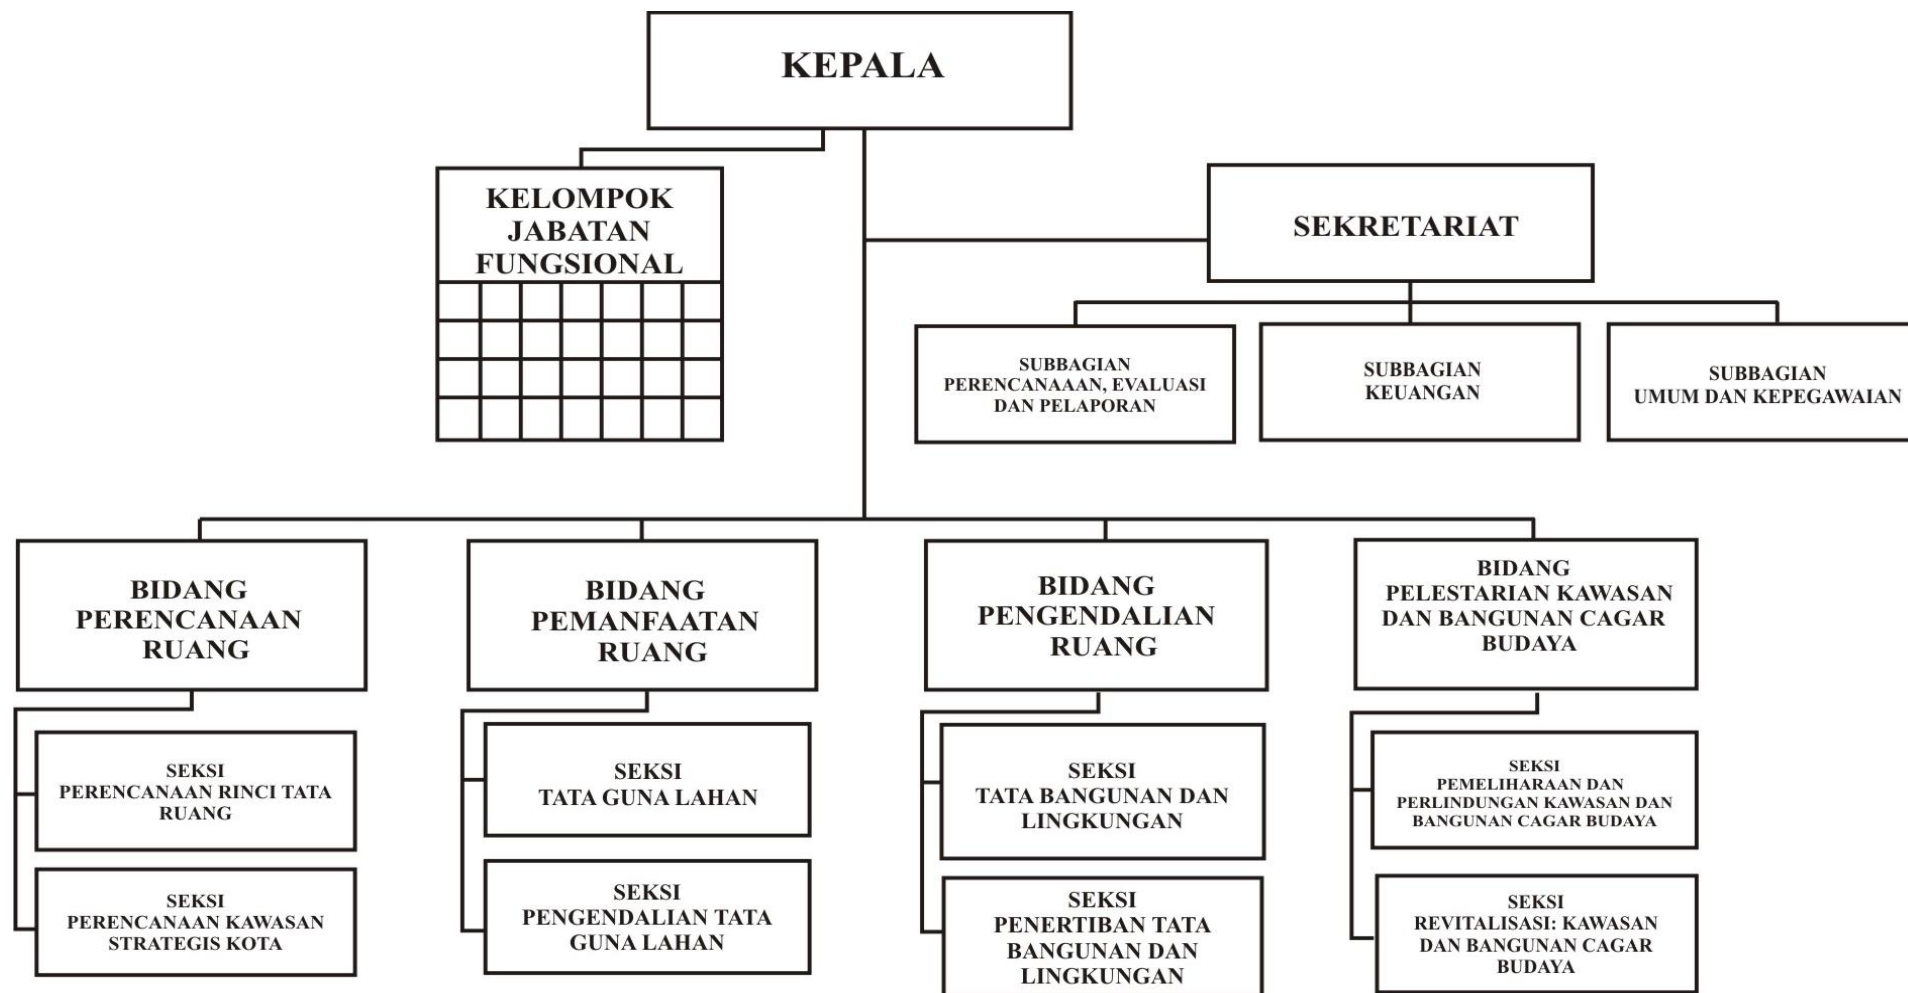 KEPALA
KELOMPOK
JABATAN
FUNGSIONAL
SEKRETARIAT
SUBBAGIAN
PERENCANAAAN, EVALUASI
DAN PELAPORAN
SUBBAGIAN
KEUANGAN
SUBBAGIAN
UMUM DAN KEPEGAWAIAN
BIDANG
PERENCANAAN
RUANG
BIDANG
PEMANFAATAN
RUANG
BIDANG
PENGENDALIAN
RUANG
BIDANG
PELESTARIAN KAWASAN
DAN BANGUNAN CAGAR
BUDAYA
SEKSI
PERENCANAAN RINCI TATA
RUANG
SEKSI
TATA GUNA LAHAN
SEKSI
TATA BANGUNAN DAN
LINGKUNGAN
SEKSI
PEMELIHARAAN DAN
PERLINDUNGAN KAWASAN DAN
BANGUNAN CAGAR BUDAYA
SEKSI
PERENCANAAN KAWASAN
STRATEGIS KOTA
SEKSI
PENGENDALIAN TATA
GUNA LAHAN
SEKSI
PENERTIBAN TATA
BANGUNAN DAN
LINGKUNGAN
SEKSI
REVITALISASI: KAWASAN
DAN BANGUNAN CAGAR
BUDAYA